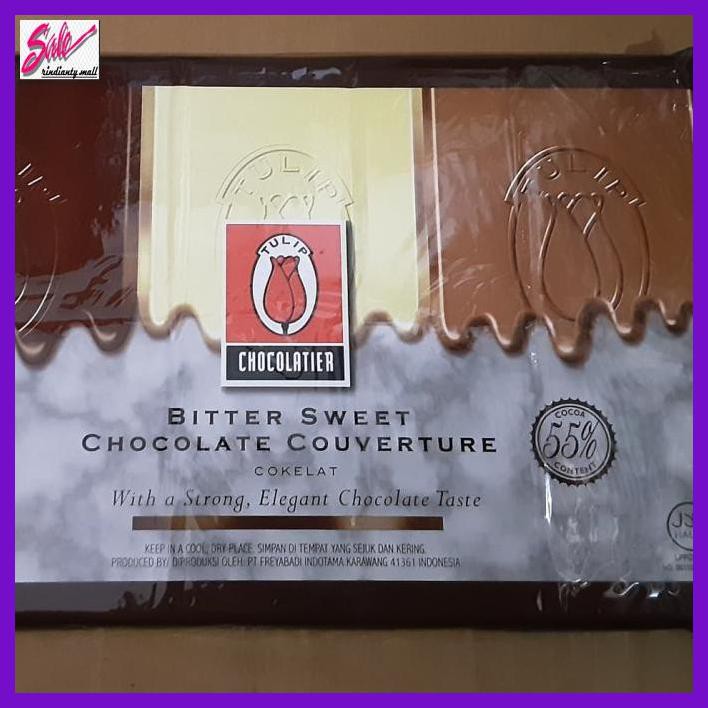 Sale
rindianty mall
TULIP
TULIP
TULIP
CHOCOLATIER
BITTER SWEET
CHOCOLATE COUVERTURE
COKELAT
With a Strong, Elegant Chocolate Taste
COCOA
55%
CONTENT
KEEP IN A COOL, DRY PLACE. SIMPAN DI TEMPAT YANG SEJUK DAN KERING.
PRODUCED BY/ DIPRODUKSI OLEH: PT FREYABADI INDOTAMA KARAWANG 41361 INDONESIA